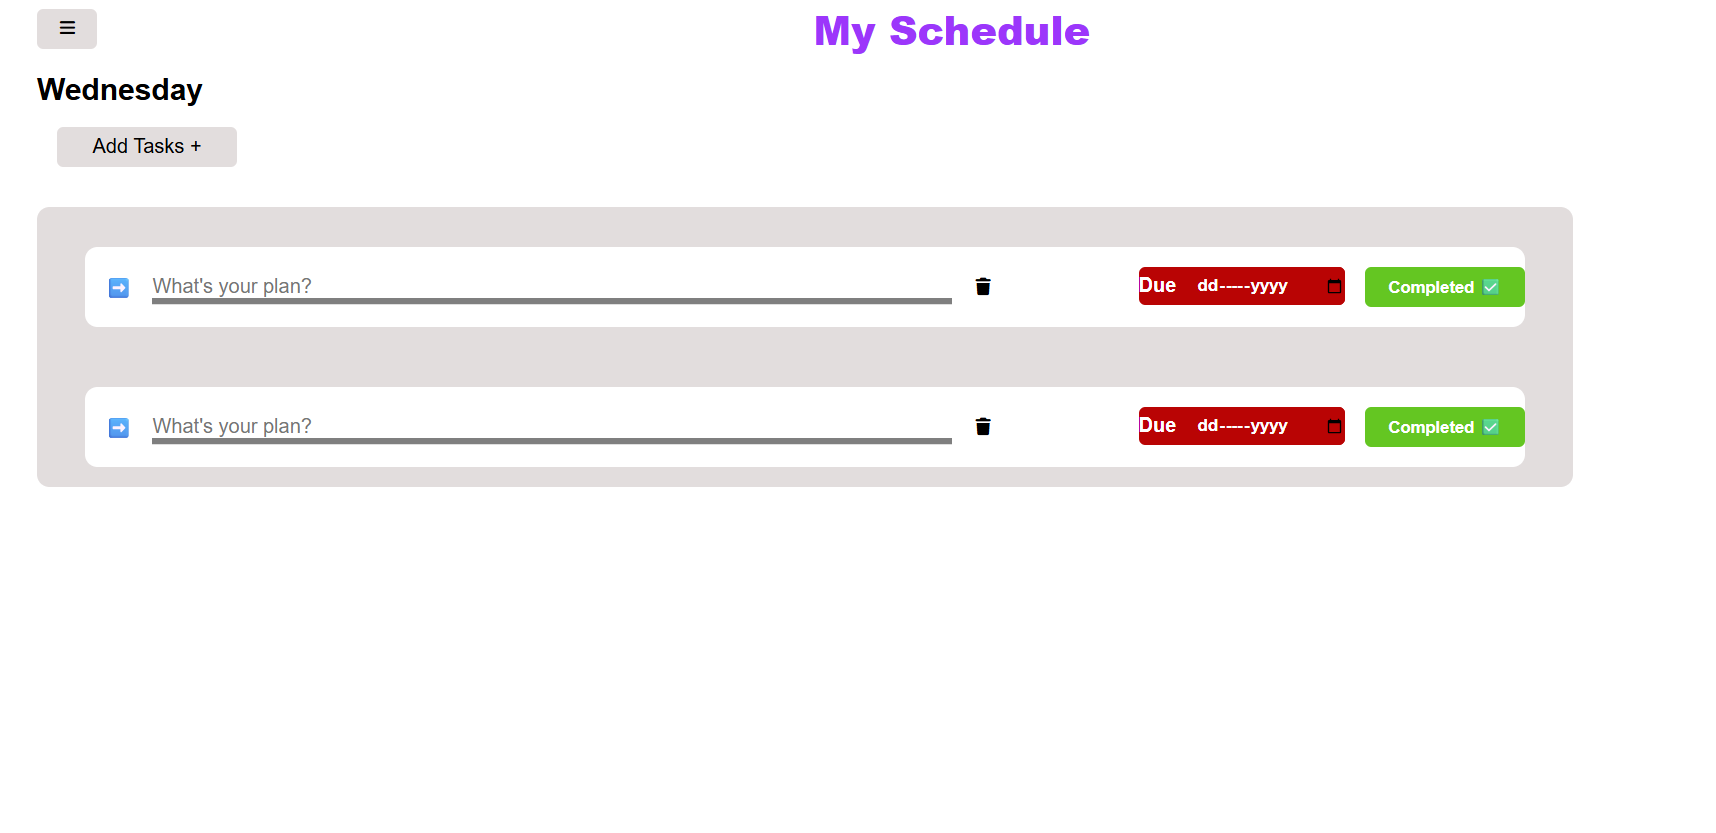 My Schedule
Wednesday
Add Tasks +
What's your plan? Due dd-----yyyy Completed ✅
What's your plan? Due dd-----yyyy Completed ✅